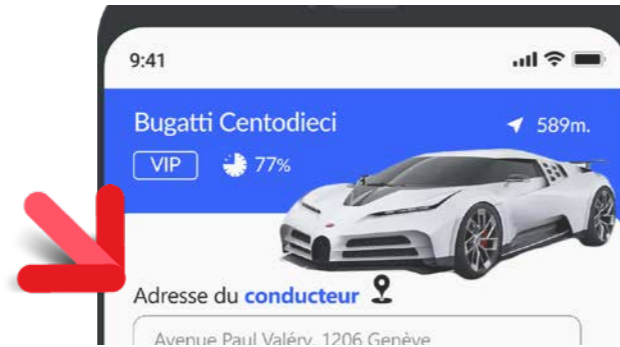 9:41
Bugatti Centodieci
589m.
VIP
77%
Adresse du conducteur
Avenue Paul Valéry, 1206 Genève